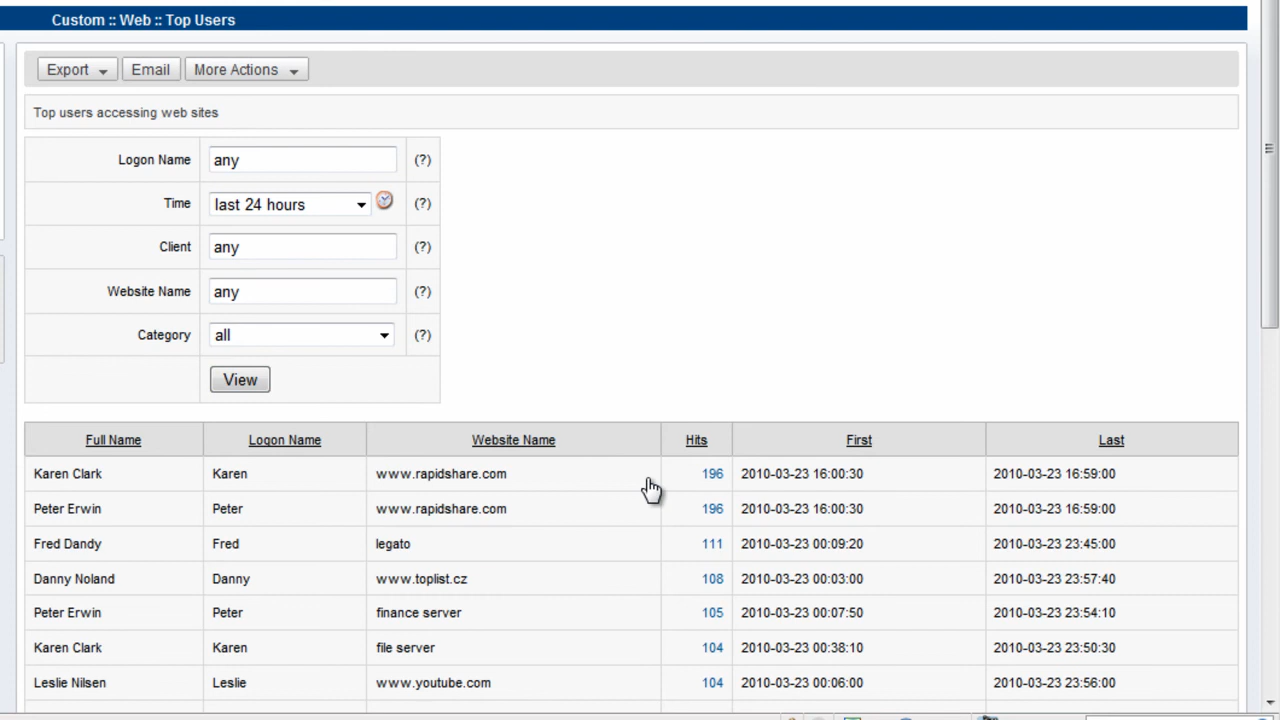 Custom :: Web :: Top Users
Export Email More Actions
Top users accessing web sites
Logon Name any (?)
Time last 24 hours (?)
Client any (?)
Website Name any (?)
Category all (?)
View
Full Name Logon Name Website Name Hits First Last
Karen Clark Karen www.rapidshare.com 196 2010-03-23 16:00:30 2010-03-23 16:59:00
Peter Erwin Peter www.rapidshare.com 196 2010-03-23 16:00:30 2010-03-23 16:59:00
Fred Dandy Fred legato 111 2010-03-23 00:09:20 2010-03-23 23:45:00
Danny Noland Danny www.toplist.cz 108 2010-03-23 00:03:00 2010-03-23 23:57:40
Peter Erwin Peter finance server 105 2010-03-23 00:07:50 2010-03-23 23:54:10
Karen Clark Karen file server 104 2010-03-23 00:38:10 2010-03-23 23:50:30
Leslie Nilsen Leslie www.youtube.com 104 2010-03-23 00:06:00 2010-03-23 23:56:00